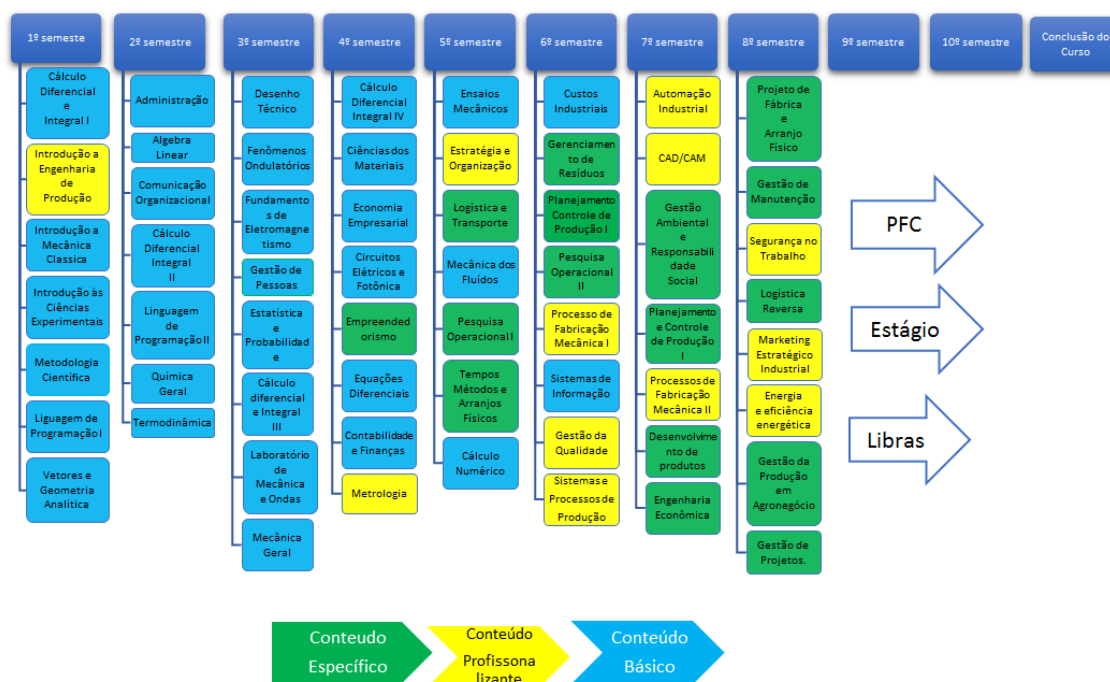 1º semeste
2º semestre
3º semestre
4º semestre
5º semestre
6º semestre
7º semestre
8º semestre
9º semestre
10º semestre
Conclusão do
Curso
Cálculo
Diferencial
e
Integral I
Introdução a
Engenharia
de
Produção
Introdução a
Mecânica
Classica
Introdução às
Ciências
Experimentais
Metodologia
Científica
Liguagem de
Programação I
Vetores e
Geometria
Analítica
Administração
Algebra
Linear
Comunicação
Organizacional
Cálculo
Diferencial
Integral
II
Linguagem
de
Programação II
Química
Geral
Termodinâmica
Desenho
Técnico
Fenômenos
Ondulatórios
Fundamento
s de
Eletromagne
tismo
Gestão de
Pessoas
Estatística
e
Probabilidad
e
Cálculo
diferencial
e Integral
III
Laboratório
de
Mecânica
e Ondas
Mecânica
Geral
Cálculo
Diferencial
Integral IV
Ciências dos
Materiais
Economia
Empresarial
Circuitos
Elétricos e
Fotônica
Empreended
orismo
Equações
Diferenciais
Contabilidade
e Finanças
Metrologia
Ensaios
Mecânicos
Estratégia e
Organização
Logística e
Transporte
Mecânica dos
Fluídos
Pesquisa
Operacional I
Tempos
Métodos e
Arranjos
Físicos
Cálculo
Numérico
Custos
Industriais
Gerenciamen
to de
Resíduos
Planejamento
Controle de
Produção I
Pesquisa
Operacional
II
Processo de
Fabricação
Mecânica I
Sistemas de
Informação
Gestão da
Qualidade
Sistemas e
Processos de
Produção
Automação
Industrial
CAD/CAM
Gestão
Ambiental
e
Responsabil
idade
Social
Planejamento
e Controle
de Produção
I
Processos de
Fabricação
Mecânica II
Desenvolvime
nto de
produtos
Engenharia
Econômica
Projeto de
Fábrica
e
Arranjo
Físico
Gestão de
Manutenção
Segurança no
Trabalho
Logística
Reversa
Marketing
Estratégico
Industrial
Energia
e eficiência
energética
Gestão da
Produção
em
Agronegócio
Gestão de
Projetos.
PFC
Estágio
Libras
Conteudo
Específico
Conteúdo
Profissona
lizante
Conteúdo
Básico